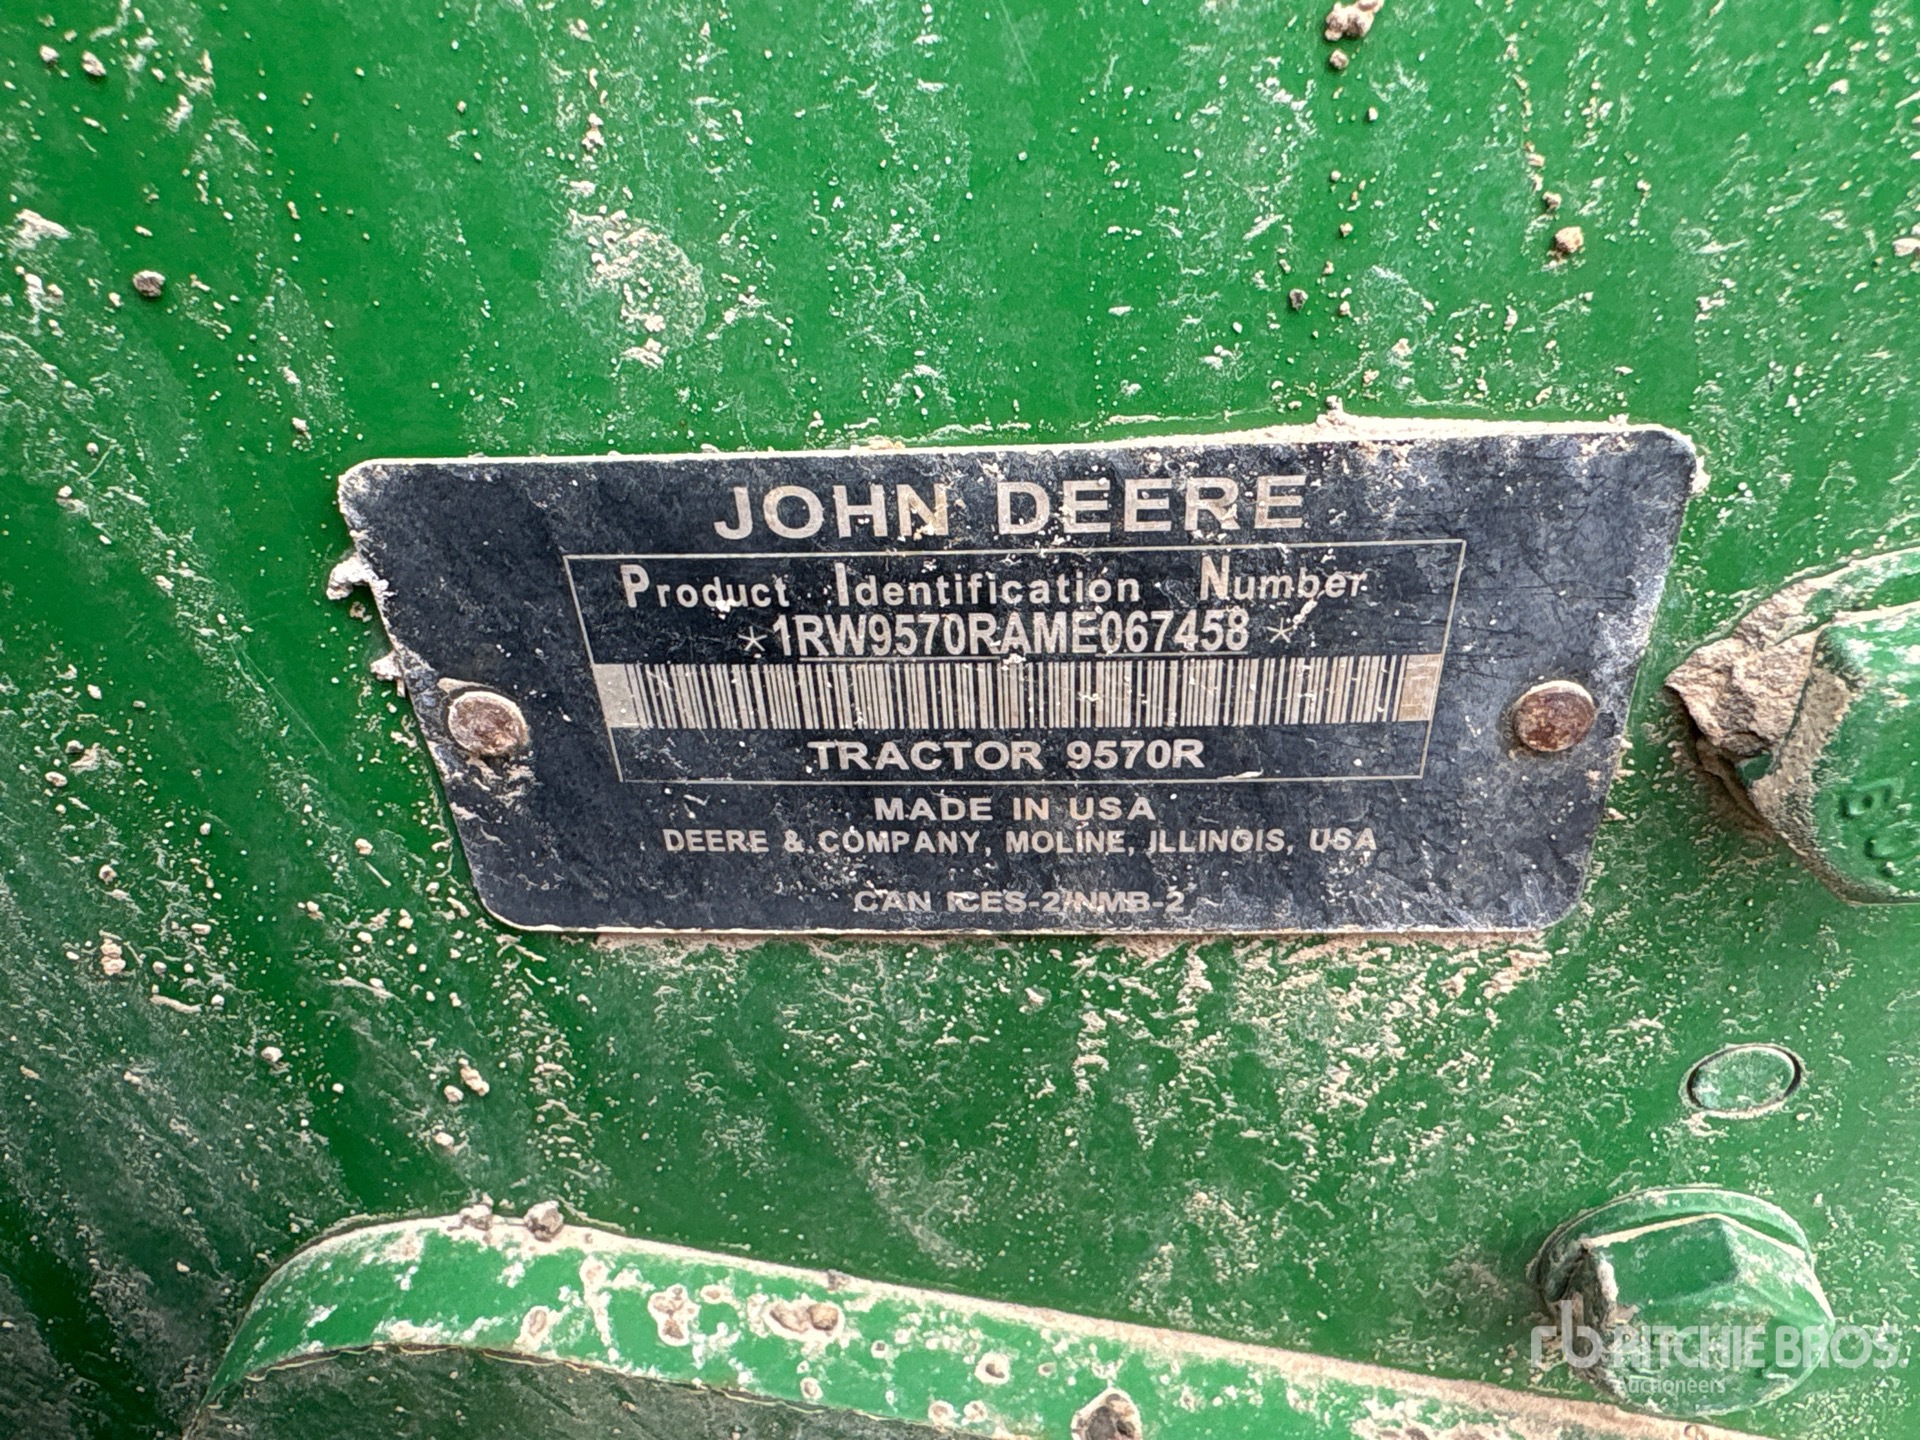 JOHN DEERE
Product Identification Number
*1RW9570RAME067458*
TRACTOR 9570R
MADE IN USA
DEERE & COMPANY, MOLINE, ILLINOIS, USA
CAN ICES-2/NMB-2
rb RITCHIE BROS.
Auctioneers